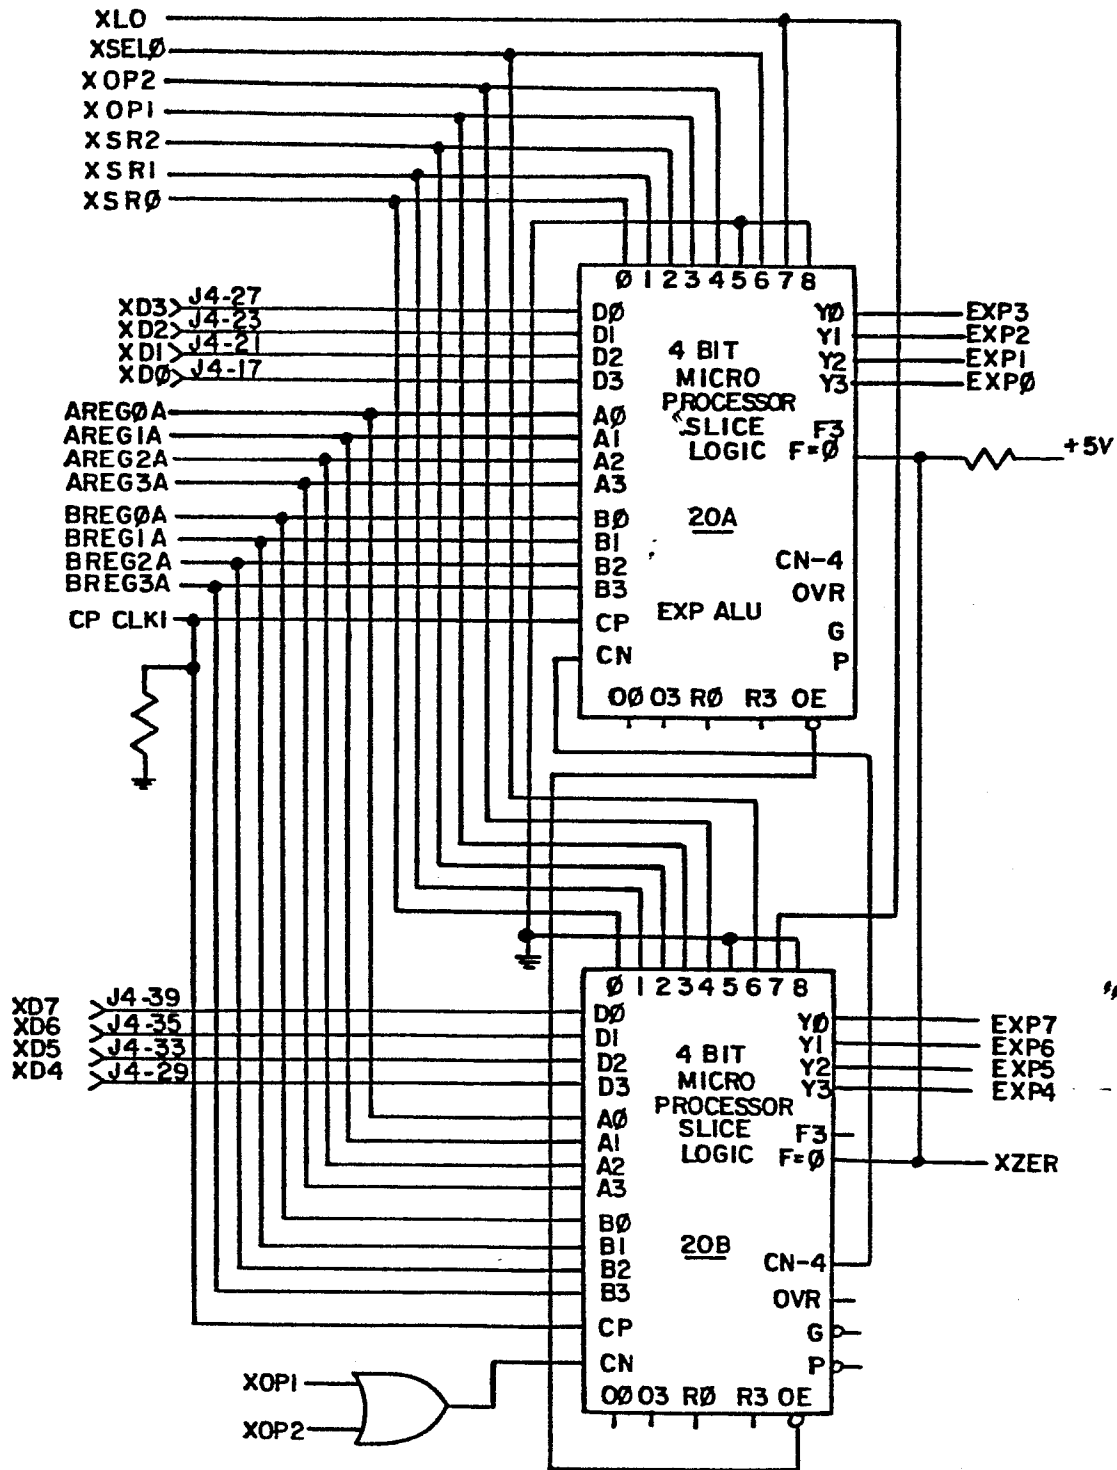 XLO
XSELØ
XOP2
XOP1
XSR2
XSR1
XSRØ
Ø 1 2 3 4 5 6 7 8
XD3 J4-27
XD2 J4-23
XD1 J4-21
XDØ J4-17
AREGØA
AREG1A
AREG2A
AREG3A
BREGØA
BREG1A
BREG2A
BREG3A
CP CLK1
DØ
D1
D2
D3
AØ
A1
A2
A3
BØ
B1
B2
B3
CP
CN
4 BIT
MICRO
PROCESSOR
SLICE
LOGIC
20A
EXP ALU
YØ
Y1
Y2
Y3
F3
F=Ø
CN-4
OVR
G
P
OØ O3 RØ R3 OE
EXP3
EXP2
EXP1
EXPØ
+5V
Ø 1 2 3 4 5 6 7 8
XD7 J4-39
XD6 J4-35
XD5 J4-33
XD4 J4-29
DØ
D1
D2
D3
AØ
A1
A2
A3
BØ
B1
B2
B3
CP
CN
4 BIT
MICRO
PROCESSOR
SLICE
LOGIC
20B
YØ
Y1
Y2
Y3
F3
F=Ø
CN-4
OVR
G
P
OØ O3 RØ R3 OE
EXP7
EXP6
EXP5
EXP4
XZER
XOP1
XOP2